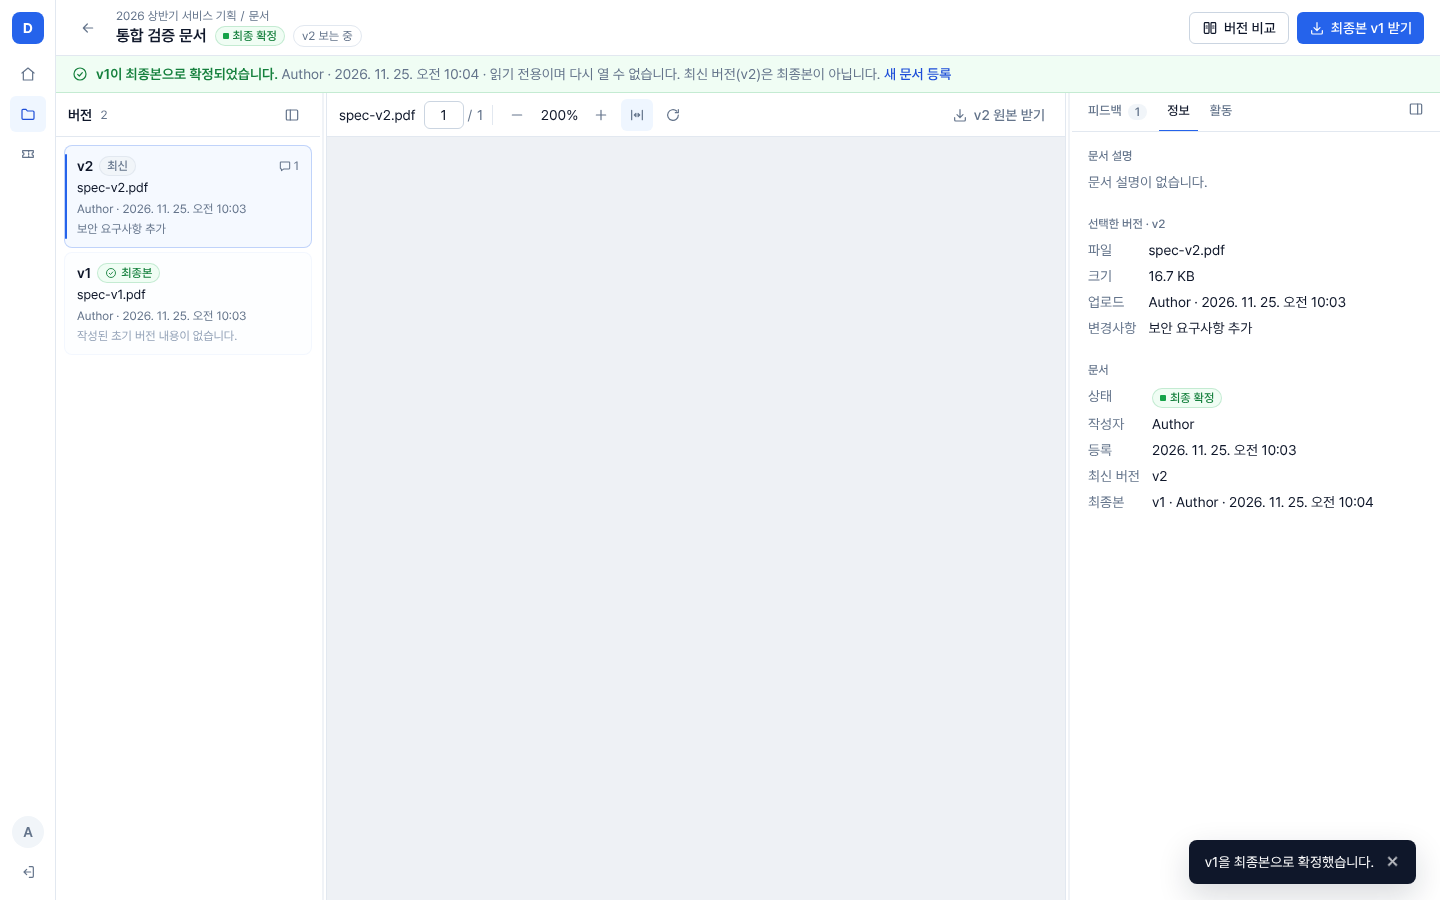 D
2026 상반기 서비스 기획 / 문서
통합 검증 문서 최종 확정 v2 보는 중
버전 비교
최종본 v1 받기
v1이 최종본으로 확정되었습니다. Author · 2026. 11. 25. 오전 10:04 · 읽기 전용이며 다시 열 수 없습니다. 최신 버전(v2)은 최종본이 아닙니다. 새 문서 등록
버전 2
v2 최신 1
spec-v2.pdf
Author · 2026. 11. 25. 오전 10:03
보안 요구사항 추가
v1 최종본
spec-v1.pdf
Author · 2026. 11. 25. 오전 10:03
작성된 초기 버전 내용이 없습니다.
spec-v2.pdf 1 / 1 200% v2 원본 받기
피드백 1 정보 활동
문서 설명
문서 설명이 없습니다.
선택한 버전 · v2
파일 spec-v2.pdf
크기 16.7 KB
업로드 Author · 2026. 11. 25. 오전 10:03
변경사항 보안 요구사항 추가
문서
상태 최종 확정
작성자 Author
등록 2026. 11. 25. 오전 10:03
최신 버전 v2
최종본 v1 · Author · 2026. 11. 25. 오전 10:04
A
v1을 최종본으로 확정했습니다.